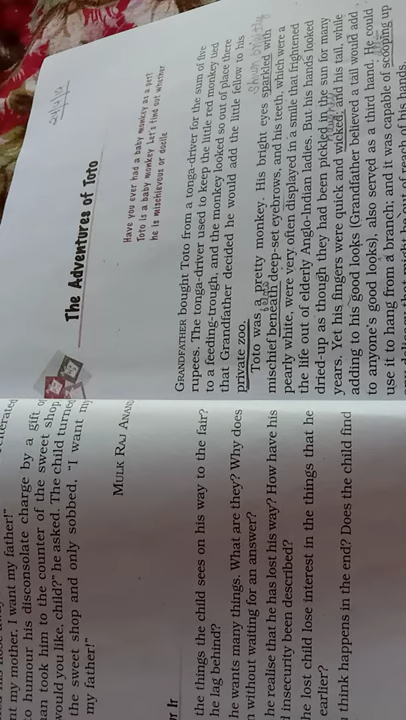 my mother, I want my father!"
to humour his disconsolate charge by a gift
took him to the counter of the sweet shop.
would you like, child?" he asked. The child turned
the sweet shop and only sobbed, "I want my
my father!"
MULK RAJ ANAND
the things the child sees on his way to the fair?
he lag behind?
he wants many things. What are they? Why does
without waiting for an answer?
he realise that he has lost his way? How have his
insecurity been described?
lost child lose interest in the things that he
earlier?
think happens in the end? Does the child find
The Adventures of Toto
Have you ever had a baby monkey as a pet?
Toto is a baby monkey. Let's find out whether
he is mischievous or docile
GRANDFATHER bought Toto from a tonga-driver for the sum of five
rupees. The tonga-driver used to keep the little red monkey tied
to a feeding-trough, and the monkey looked so out of place there
that Grandfather decided he would add the little fellow to his
private zoo.
Toto was a pretty monkey. His bright eyes sparkled with
mischief beneath deep-set eyebrows, and his teeth, which were a
pearly white, were very often displayed in a smile that frightened
the life out of elderly Anglo-Indian ladies. But his hands looked
dried-up as though they had been pickled in the sun for many
years. Yet his fingers were quick and wicked; and his tail, while
adding to his good looks (Grandfather believed a tail would add
to anyone's good looks), also served as a third hand. He could
use it to hang from a branch; and it was capable of scooping up
any delicacy that might be out of reach of his hands.